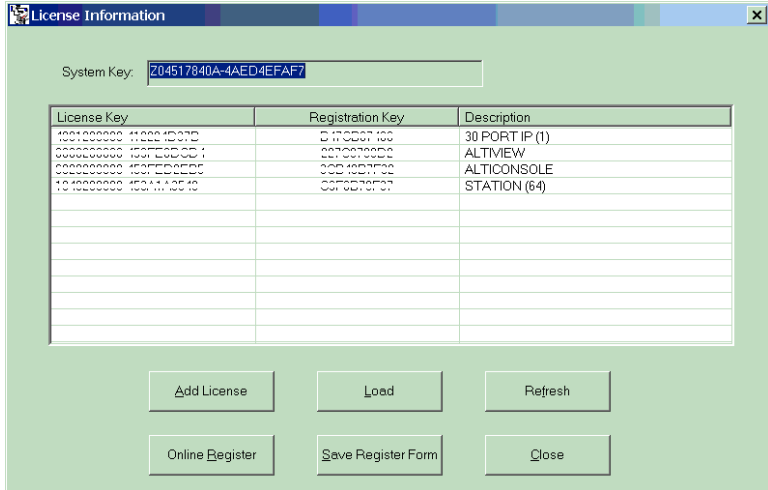 License Information
System Key: Z04517840A-4AED4EFAF7
License Key Registration Key Description
30 PORT IP (1)
ALTIVIEW
ALTICONSOLE
STATION (64)
Add License Load Refresh
Online Register Save Register Form Close